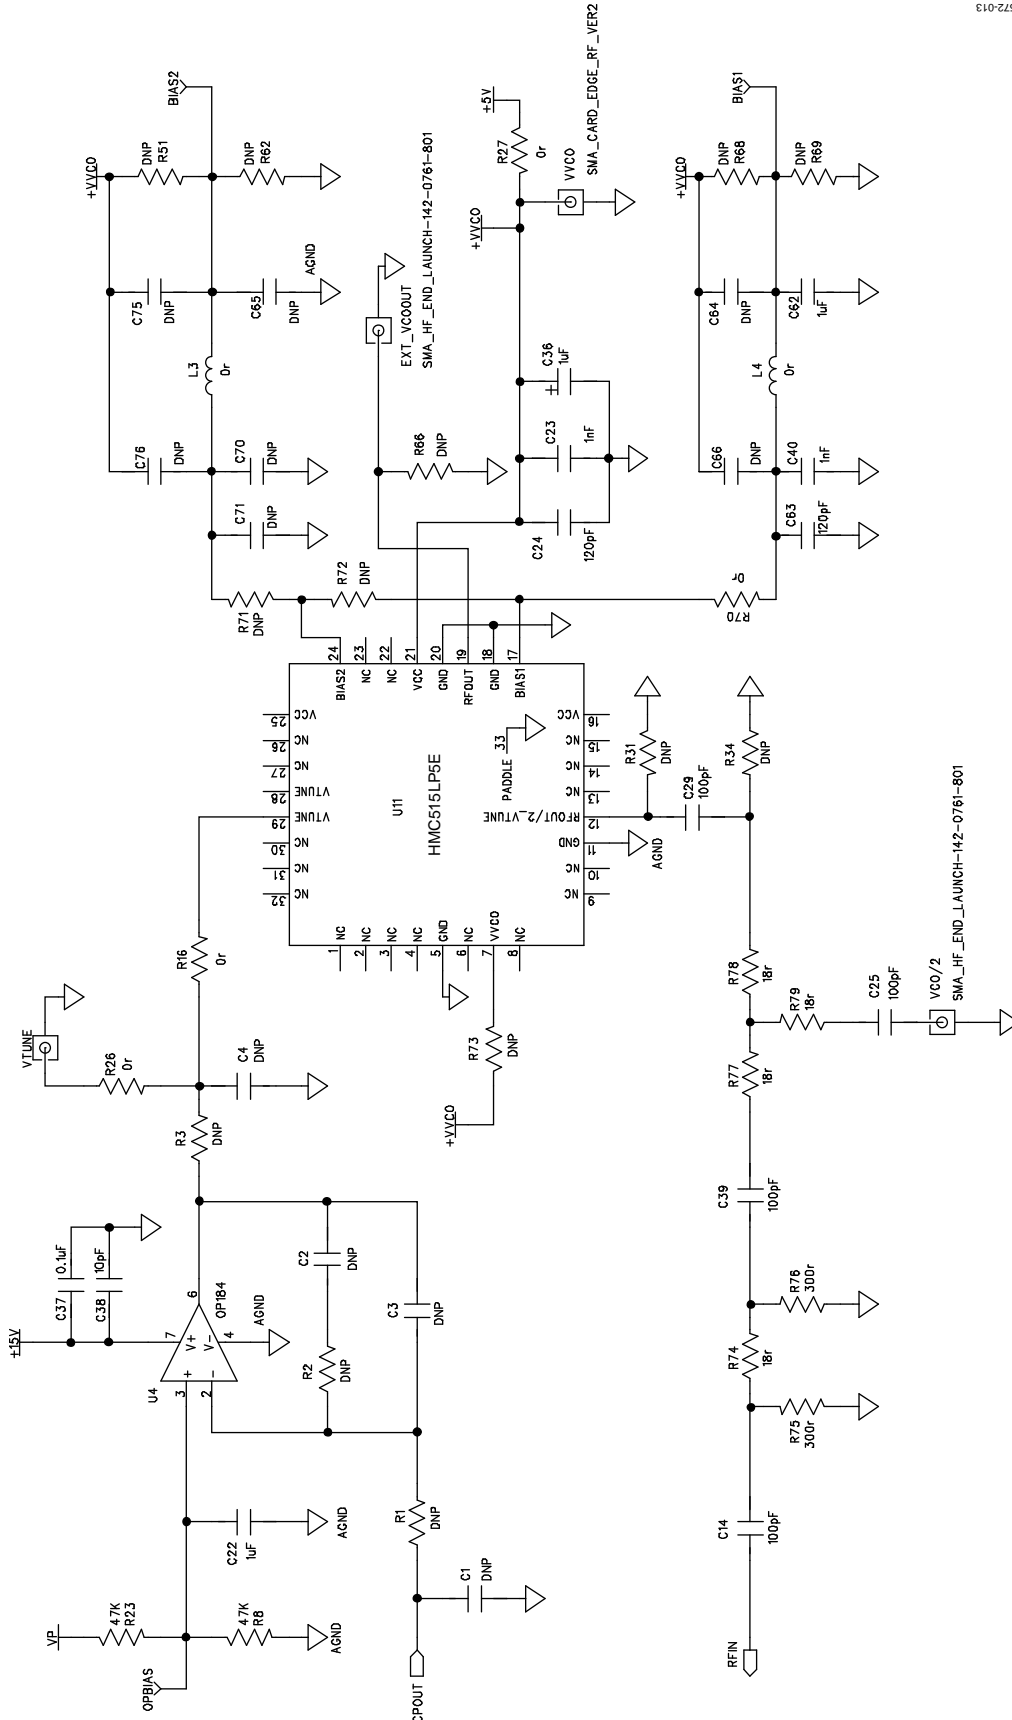 572-013
BIAS2
+VVCO
DNP
R51
DNP
R62
C75
DNP
C65
DNP
AGND
L3
0r
C76
DNP
C70
DNP
C71
DNP
R71
DNP
R72
DNP
EXT_VCOOUT
SMA_HF_END_LAUNCH-142-0761-801
R66
DNP
+5V
R27
0r
VVCO
SMA_CARD_EDGE_RF_VER2
+VVCO
C36
1uF
+
C23
1nF
C24
120pF
BIAS1
+VVCO
DNP
R68
DNP
R69
C64
DNP
C62
1uF
L4
0r
C66
DNP
C40
1nF
C63
120pF
R70
0r
24
BIAS2
23
NC
22
NC
21
VCC
20
GND
19
RFOUT
18
GND
17
BIAS1
25
VCC
26
NC
27
NC
28
VTUNE
29
VTUNE
30
NC
31
NC
32
NC
U11
HMC515LP5E
PADDLE
33
16
VCC
15
NC
14
NC
13
NC
12
RFOUT/2_VTUNE
11
GND
10
NC
9
NC
1
NC
2
NC
3
NC
4
NC
5
GND
6
NC
7
VVCO
8
NC
R31
DNP
C29
100pF
R34
DNP
AGND
R16
0r
VTUNE
R26
0r
C4
DNP
R3
DNP
R73
DNP
+VVCO
R78
18r
R79
18r
C25
100pF
VCO/2
SMA_HF_END_LAUNCH-142-0761-801
R77
18r
C39
100pF
R76
300r
R74
18r
R75
300r
C14
100pF
RFIN
+15V
C37
0.1uF
C38
10pF
U4
OP184
7
V+
V-
4
6
3
+
2
-
AGND
C2
DNP
R2
DNP
C3
DNP
R1
DNP
C1
DNP
CPOUT
C22
1uF
AGND
VP
47K
R23
47K
R8
AGND
OPBIAS